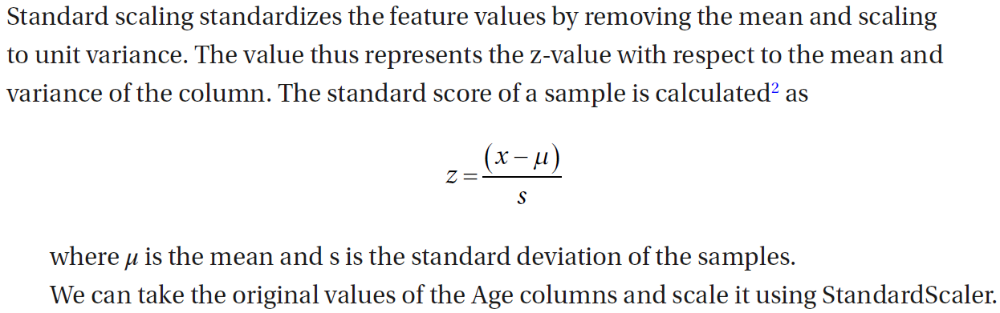 Standard scaling standardizes the feature values by removing the mean and scaling
to unit variance. The value thus represents the z-value with respect to the mean and
variance of the column. The standard score of a sample is calculated² as
z = (x − μ) / s
where μ is the mean and s is the standard deviation of the samples.
We can take the original values of the Age columns and scale it using StandardScaler.